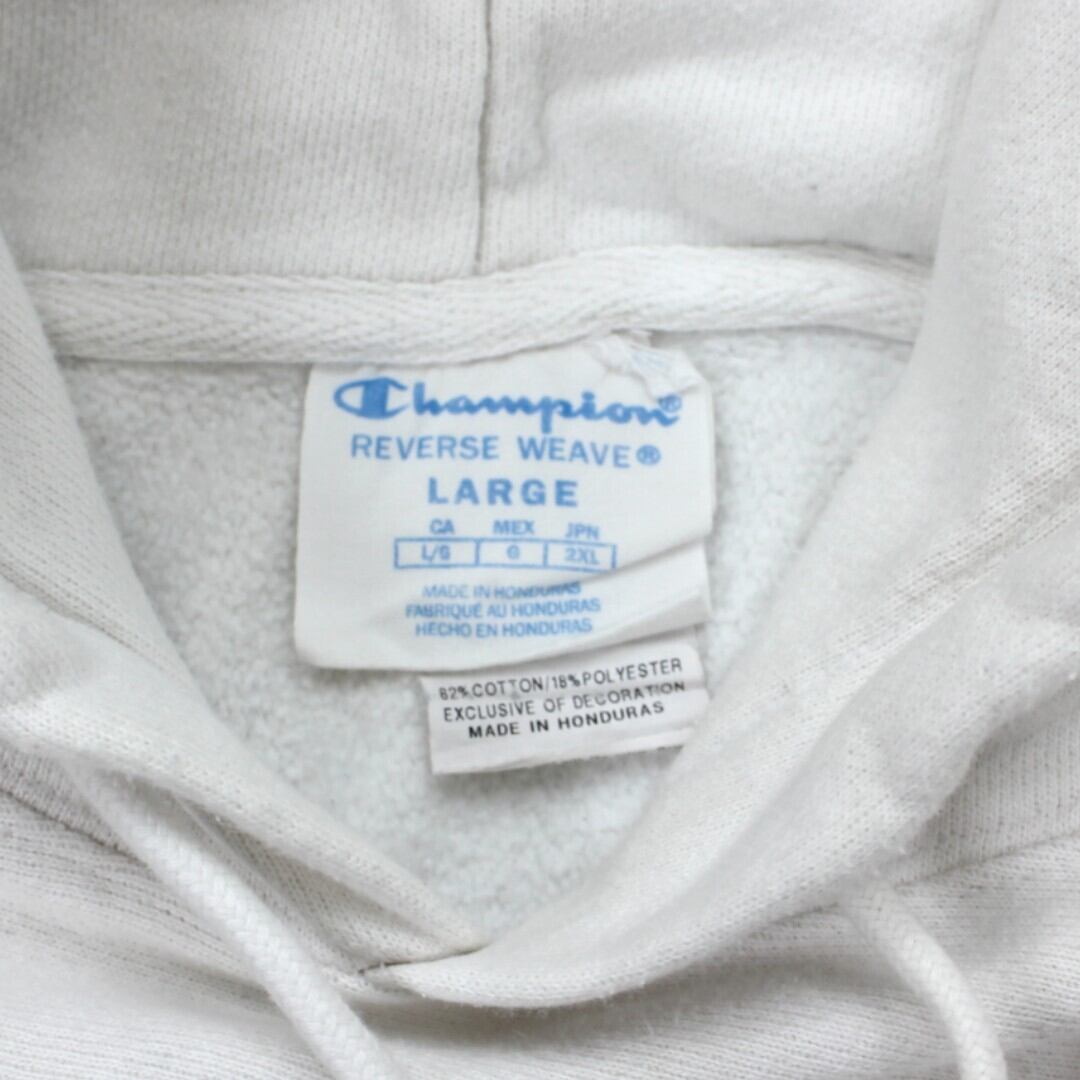 Champion®
REVERSE WEAVE®
LARGE
CA MEX JPN
L/G G 2XL
MADE IN HONDURAS
FABRIQUÉ AU HONDURAS
HECHO EN HONDURAS
82% COTTON/18% POLYESTER
EXCLUSIVE OF DECORATION
MADE IN HONDURAS